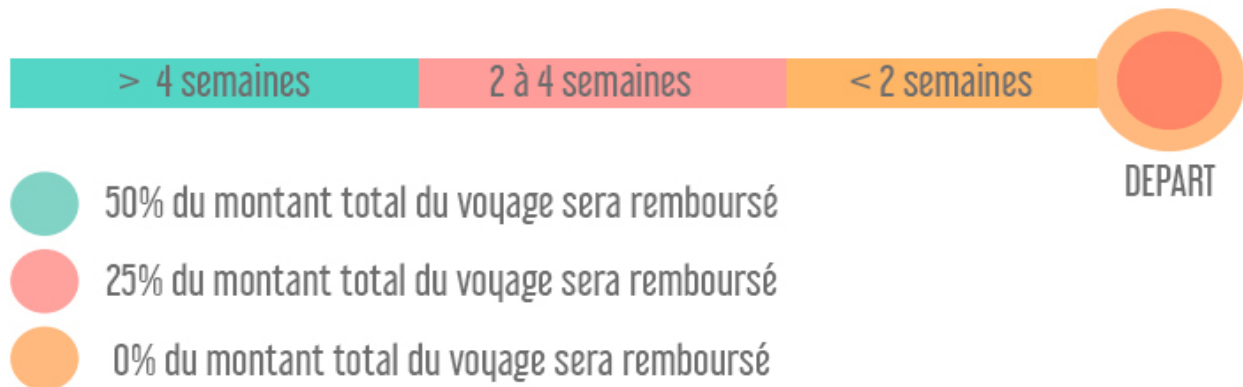 > 4 semaines 2 à 4 semaines < 2 semaines
DEPART
50% du montant total du voyage sera remboursé
25% du montant total du voyage sera remboursé
0% du montant total du voyage sera remboursé